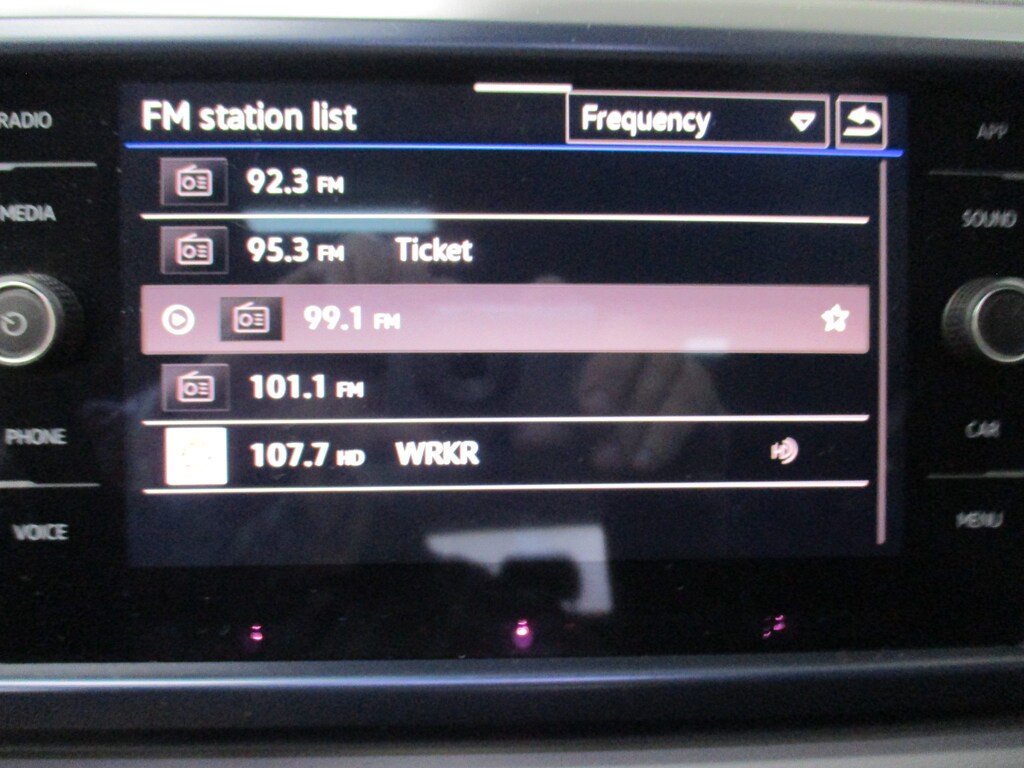 RADIO
MEDIA
PHONE
VOICE
FM station list
Frequency
92.3 FM
95.3 FM Ticket
99.1 FM
101.1 FM
107.7 HD WRKR
HD
APP
SOUND
CAR
MENU